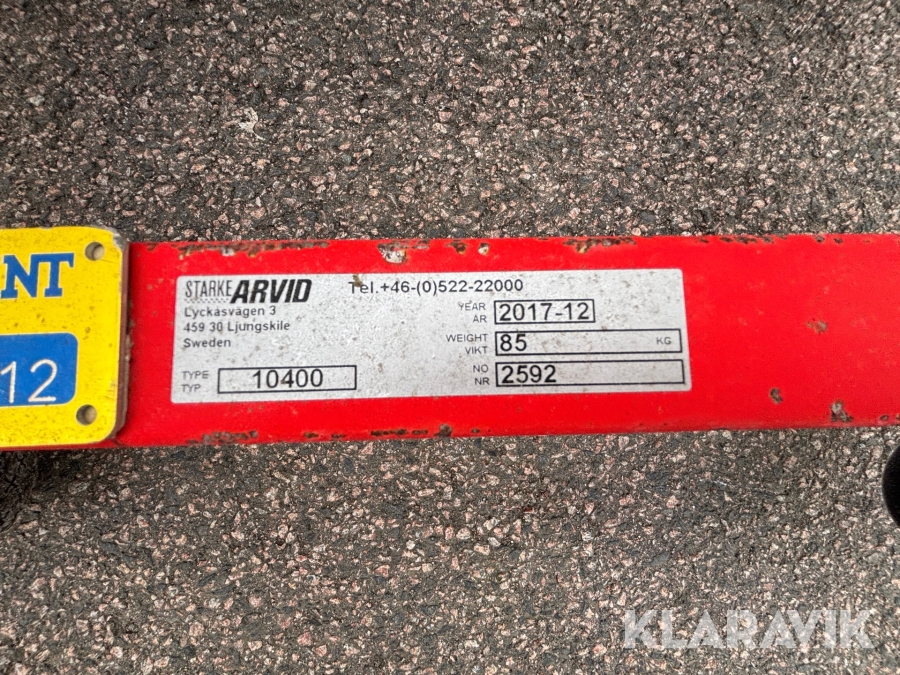 NT
12
STARKE ARVID
Lyckåsvägen 3
459 30 Ljungskile
Sweden
TYPE
TYP
10400
Tel.+46-(0)522-22000
YEAR
ÅR
2017-12
WEIGHT
VIKT
85
KG
NO
NR
2592
KLARAVIK